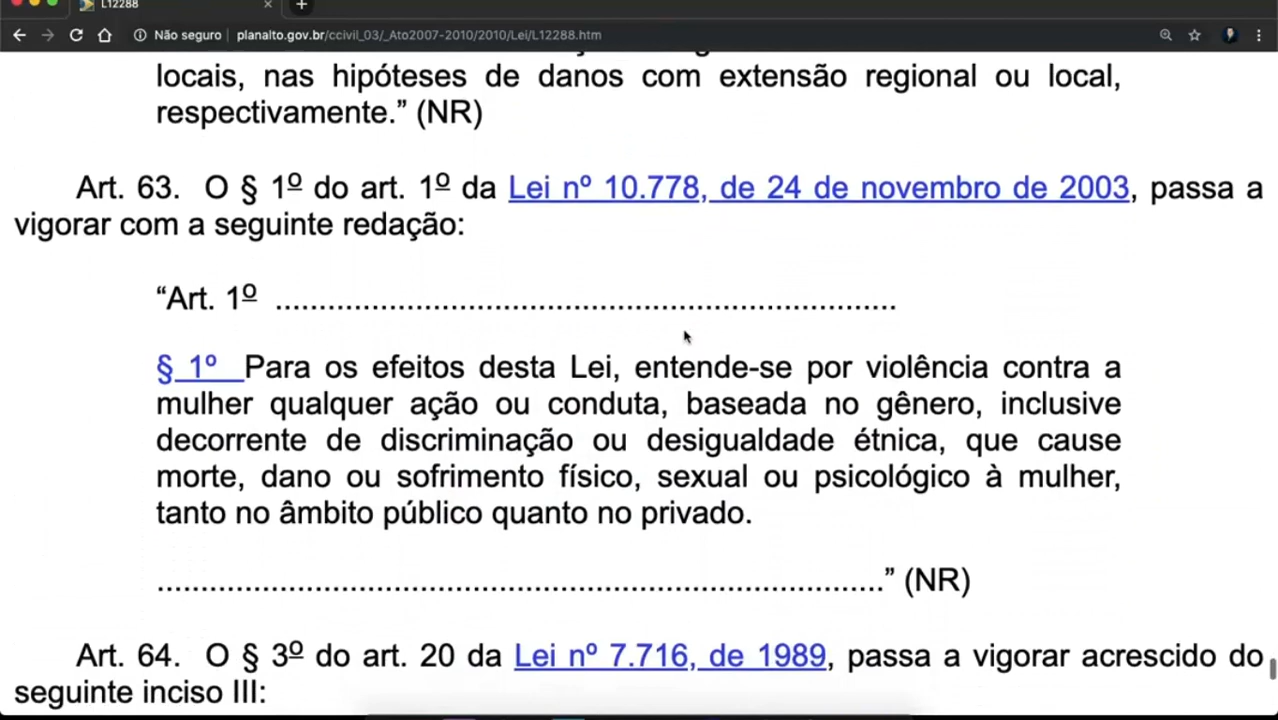 L12288
Não seguro planalto.gov.br/ccivil_03/_Ato2007-2010/2010/Lei/L12288.htm
locais, nas hipóteses de danos com extensão regional ou local,
respectivamente.” (NR)
Art. 63. O § 1º do art. 1º da Lei nº 10.778, de 24 de novembro de 2003, passa a
vigorar com a seguinte redação:
“Art. 1º ......................................................................
§ 1º Para os efeitos desta Lei, entende-se por violência contra a
mulher qualquer ação ou conduta, baseada no gênero, inclusive
decorrente de discriminação ou desigualdade étnica, que cause
morte, dano ou sofrimento físico, sexual ou psicológico à mulher,
tanto no âmbito público quanto no privado.
...................................................................................” (NR)
Art. 64. O § 3º do art. 20 da Lei nº 7.716, de 1989, passa a vigorar acrescido do
seguinte inciso III: